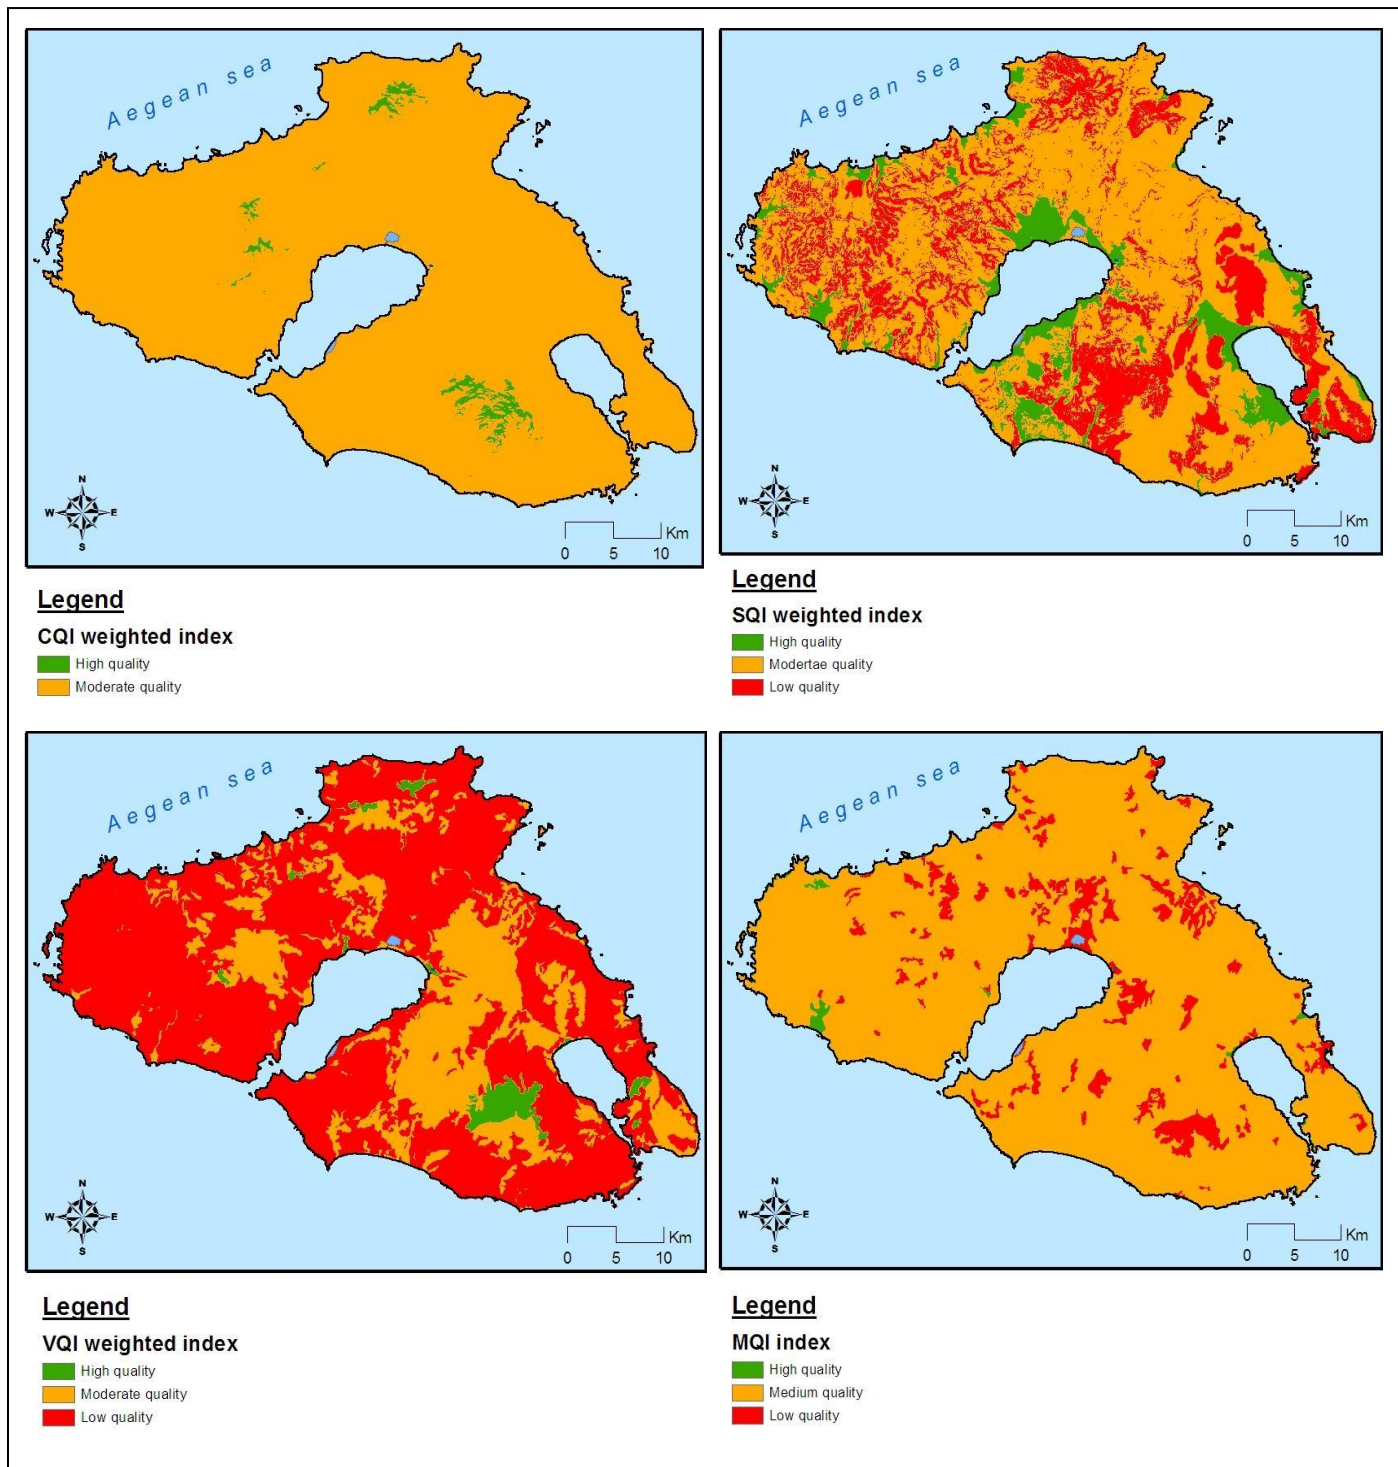 Aegean sea
N
W E
S
Km
0 5 10
Legend
CQI weighted index
High quality
Moderate quality
Aegean sea
N
W E
S
Km
0 5 10
Legend
SQI weighted index
High quality
Modertae quality
Low quality
Aegean sea
N
W E
S
Km
0 5 10
Legend
VQI weighted index
High quality
Moderate quality
Low quality
Aegean sea
N
W E
S
Km
0 5 10
Legend
MQI index
High quality
Medium quality
Low quality